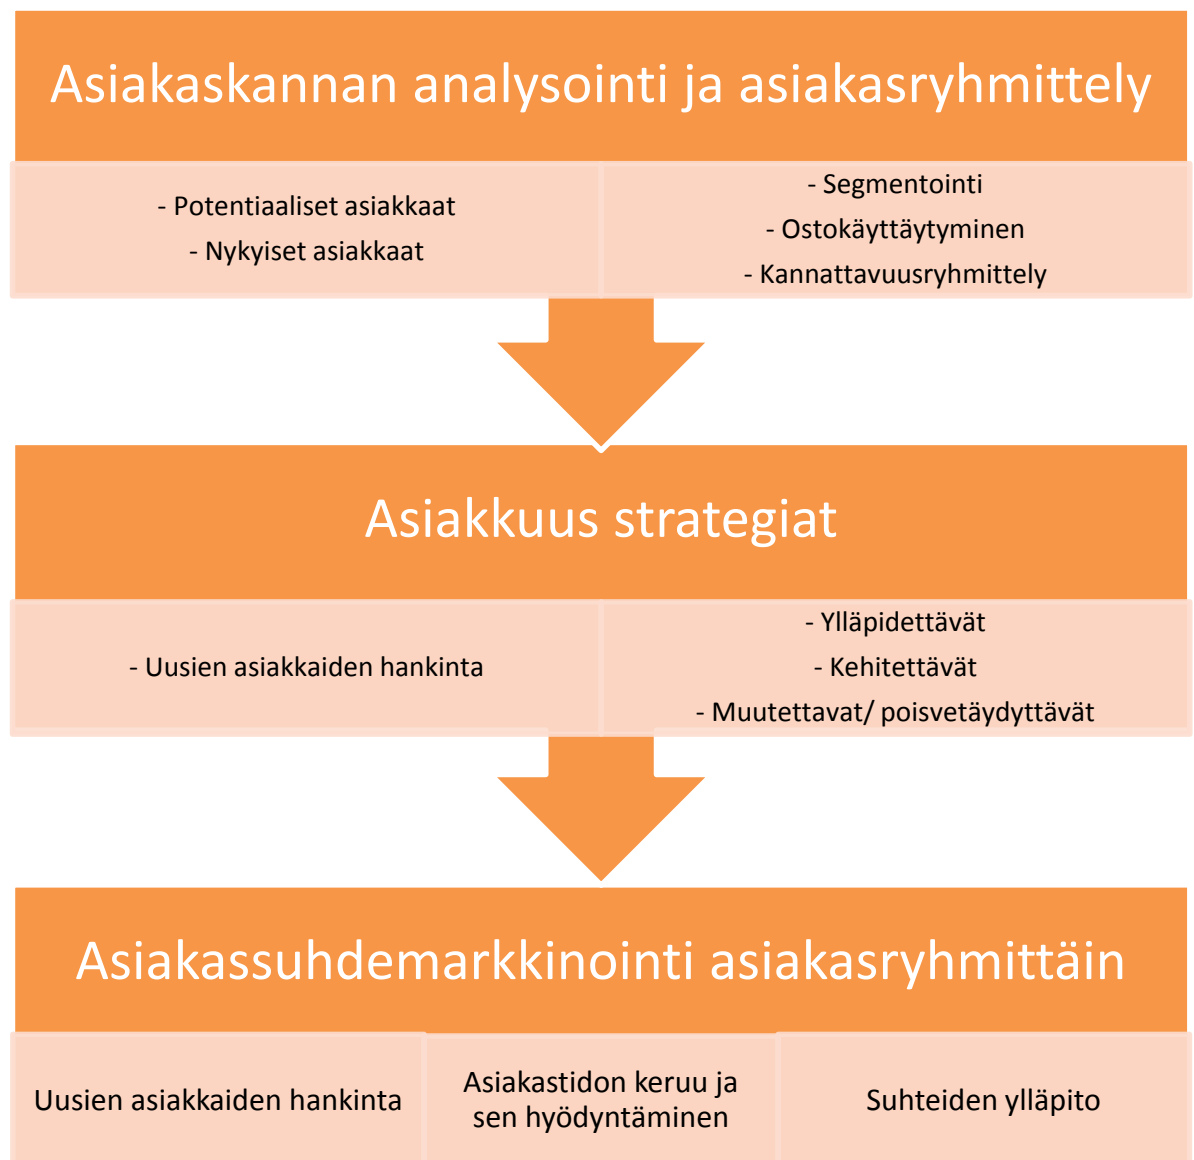 Asiakaskannan analysointi ja asiakasryhmittely
- Potentiaaliset asiakkaat
- Nykyiset asiakkaat
- Segmentointi
- Ostokäyttäytyminen
- Kannattavuusryhmittely
Asiakkuus strategiat
- Uusien asiakkaiden hankinta
- Ylläpidettävät
- Kehitettävät
- Muutettavat/ poisvetäydyttävät
Asiakassuhdemarkkinointi asiakasryhmittäin
Uusien asiakkaiden hankinta
Asiakastidon keruu ja
sen hyödyntäminen
Suhteiden ylläpito